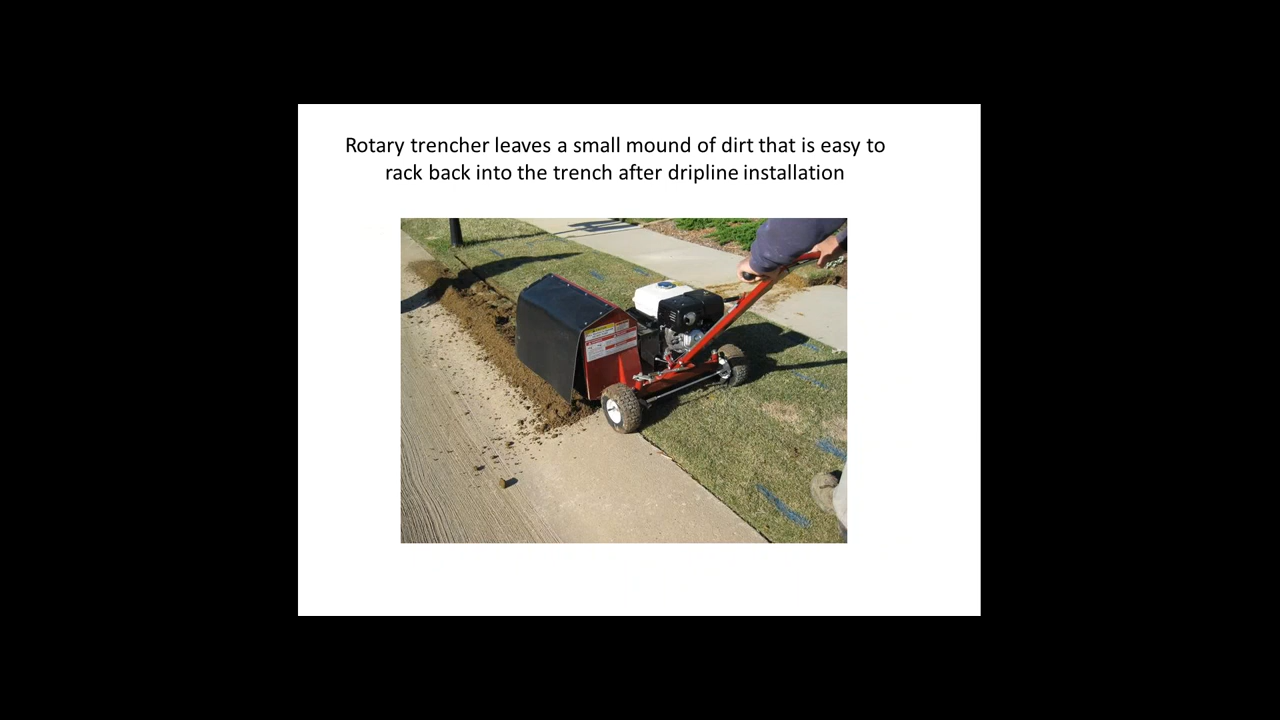 Rotary trencher leaves a small mound of dirt that is easy to
rack back into the trench after dripline installation